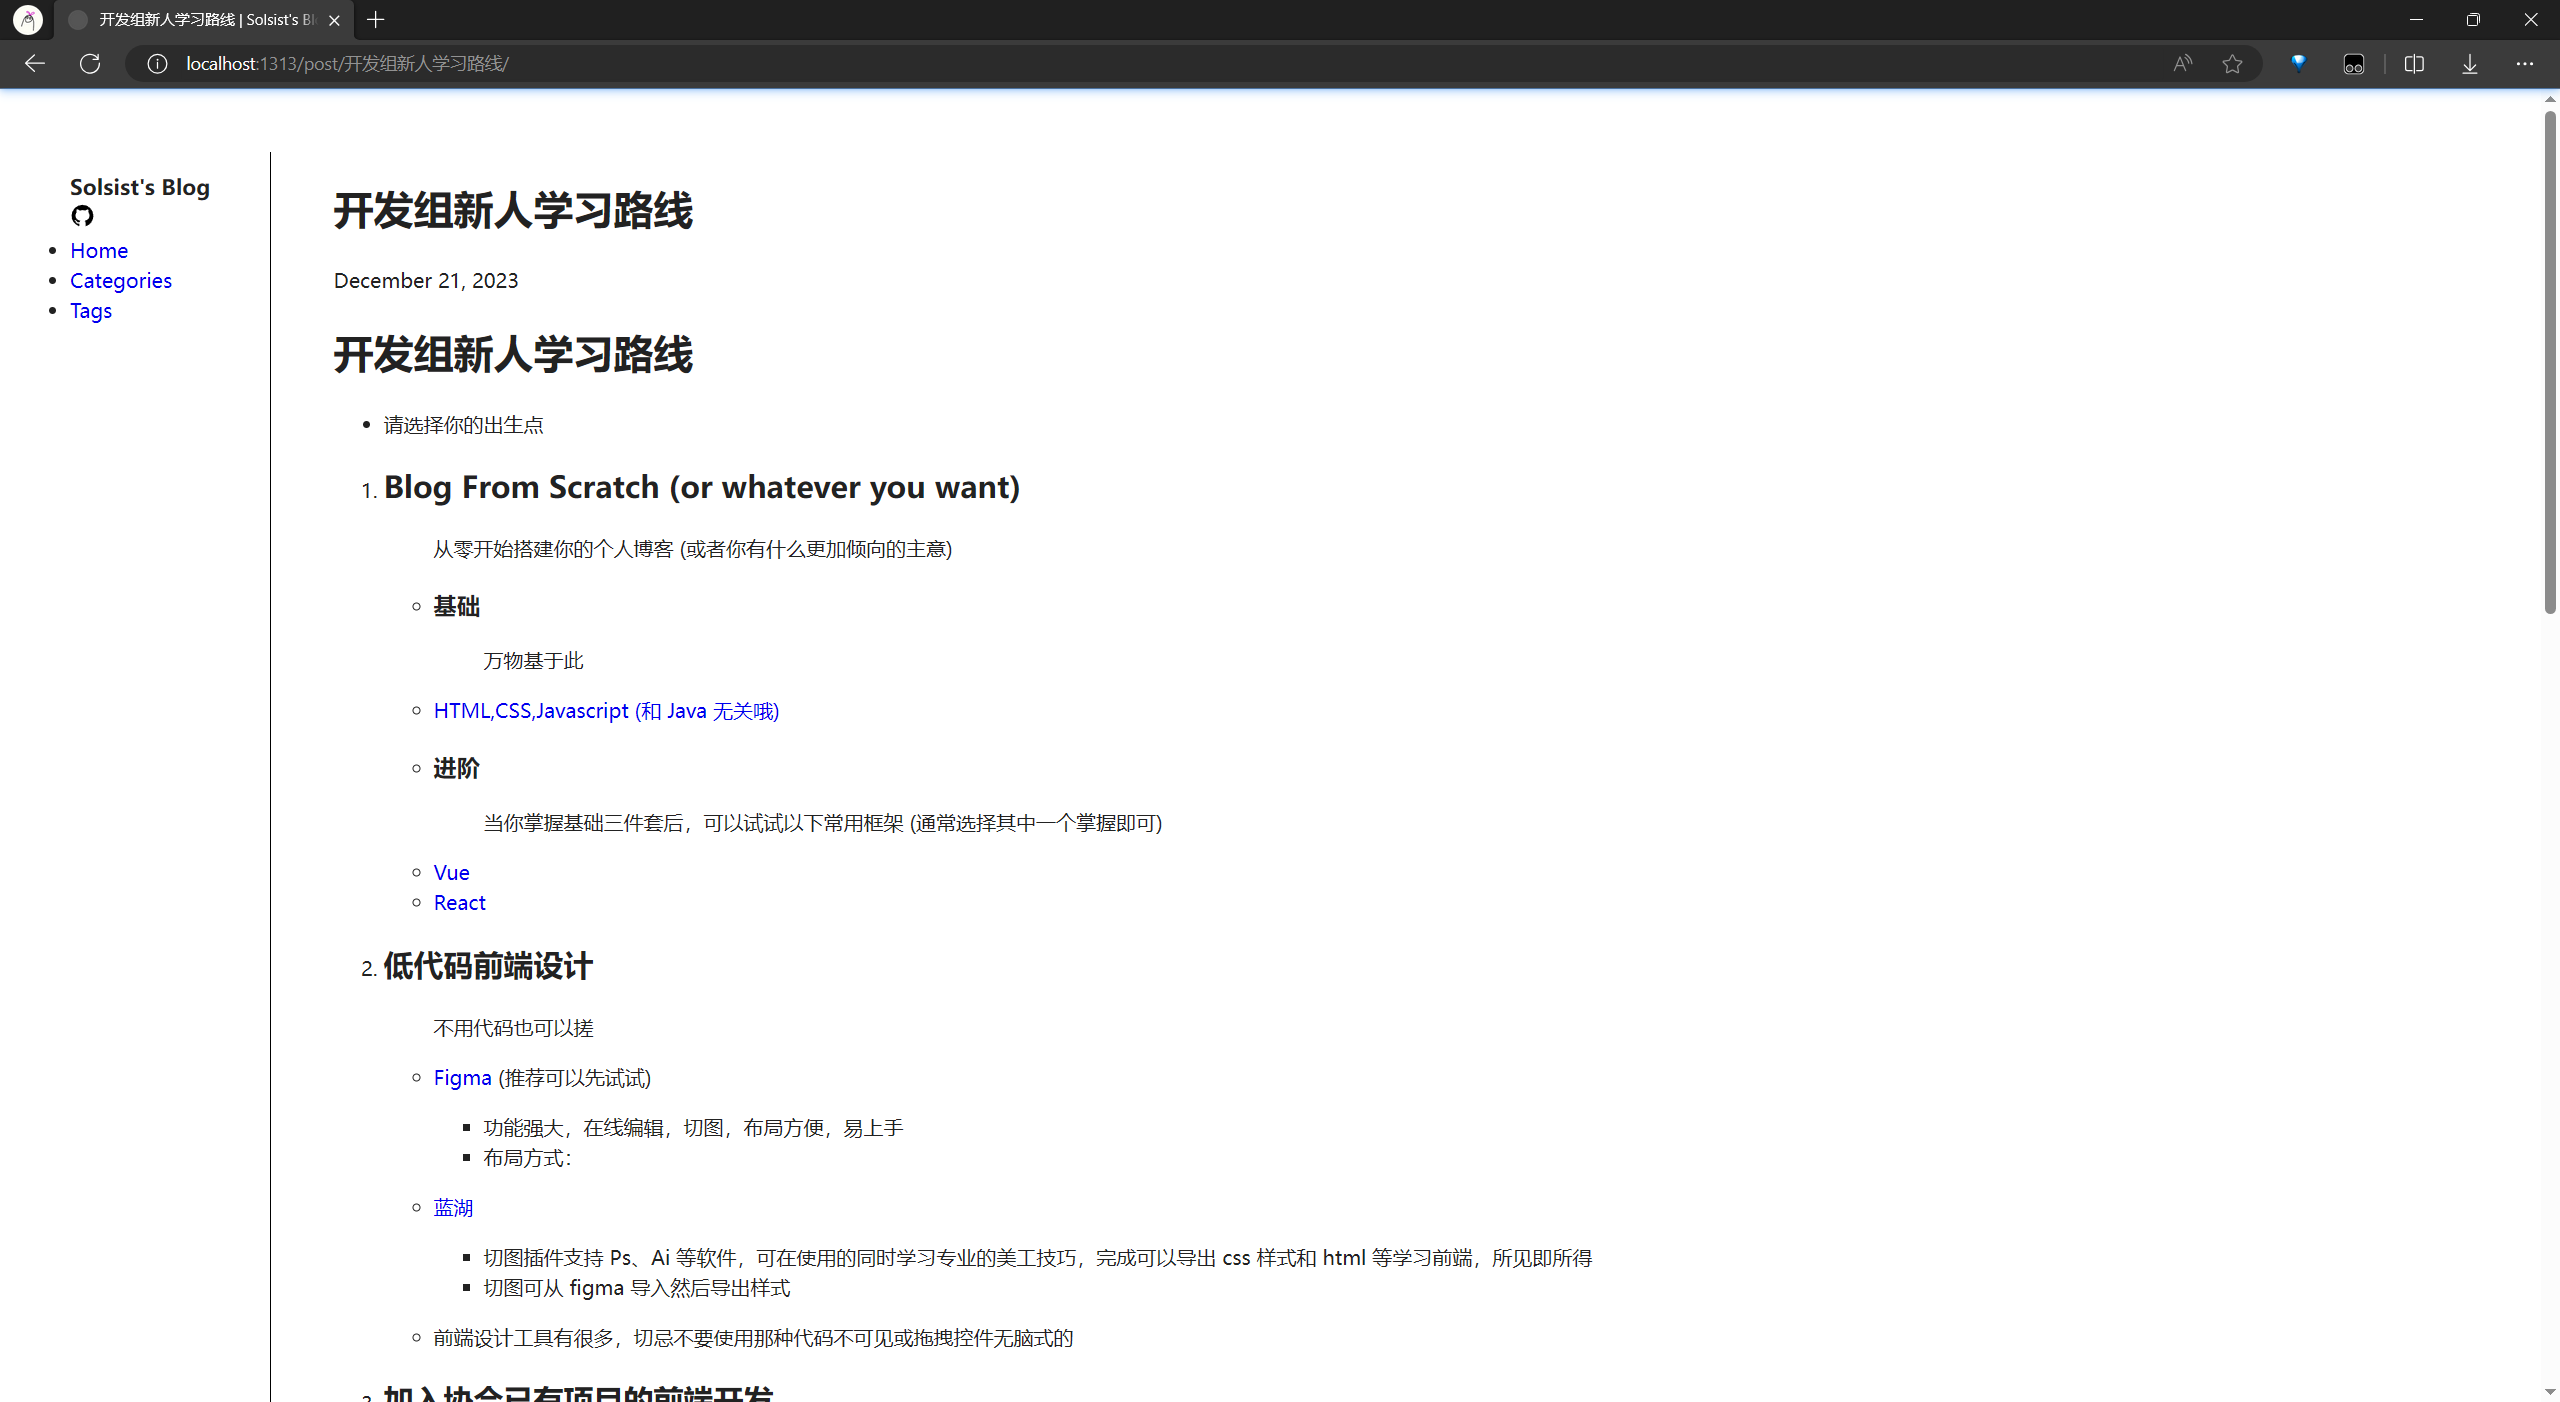 开发组新人学习路线 | Solsist's Bl
localhost:1313/post/开发组新人学习路线/
Solsist's Blog
Home
Categories
Tags
开发组新人学习路线
December 21, 2023
开发组新人学习路线
请选择你的出生点
1. Blog From Scratch (or whatever you want)
从零开始搭建你的个人博客 (或者你有什么更加倾向的主意)
基础
万物基于此
HTML,CSS,Javascript (和 Java 无关哦)
进阶
当你掌握基础三件套后，可以试试以下常用框架 (通常选择其中一个掌握即可)
Vue
React
2. 低代码前端设计
不用代码也可以搓
Figma (推荐可以先试试)
功能强大，在线编辑，切图，布局方便，易上手
布局方式：
蓝湖
切图插件支持 Ps、Ai 等软件，可在使用的同时学习专业的美工技巧，完成可以导出 css 样式和 html 等学习前端，所见即所得
切图可从 figma 导入然后导出样式
前端设计工具有很多，切忌不要使用那种代码不可见或拖拽控件无脑式的
3. 加入协会已有项目的前端开发